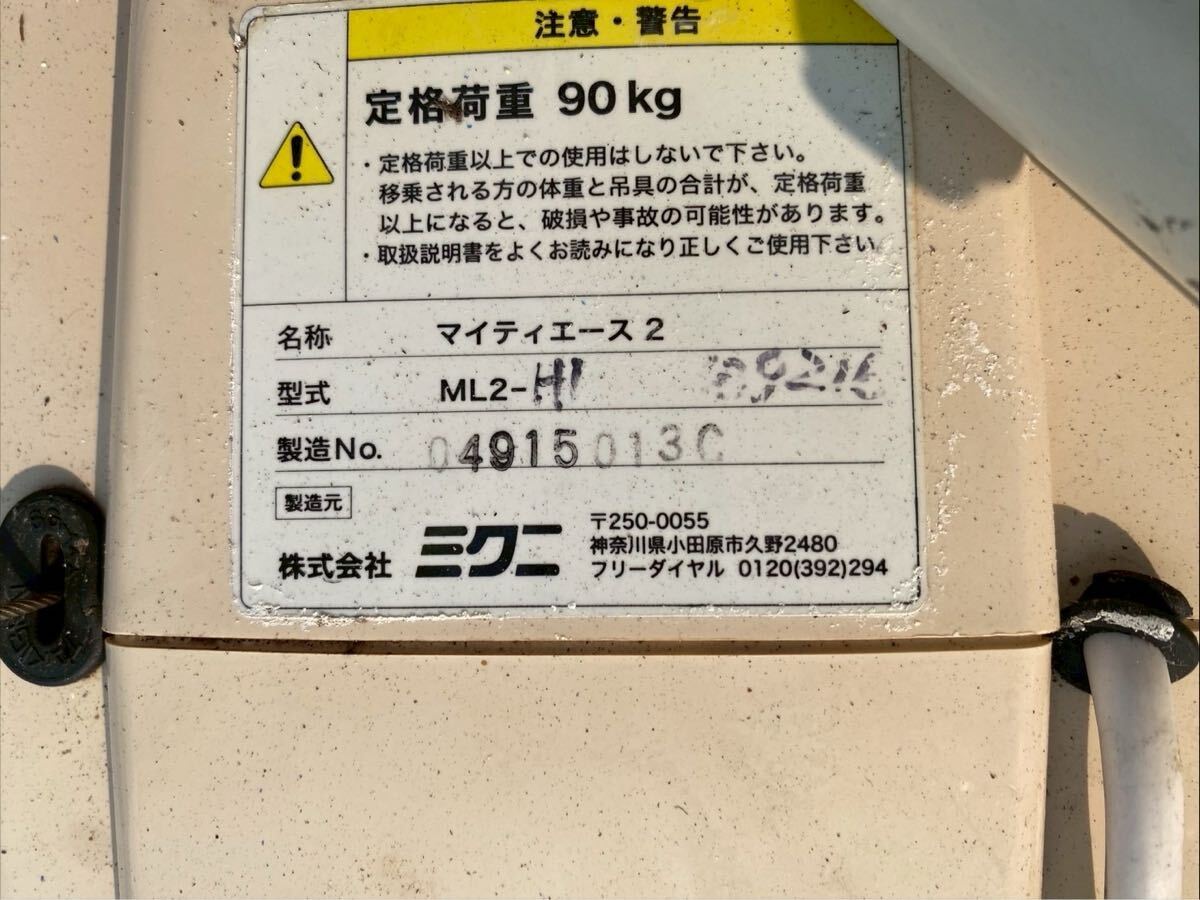 注意・警告
定格荷重 90kg
・定格荷重以上での使用はしないで下さい。
移乗される方の体重と吊具の合計が、定格荷重
以上になると、破損や事故の可能性があります。
・取扱説明書をよくお読みになり正しくご使用下さい
名称 マイティエース2
型式 ML2-H1
製造No. 04915013C
製造元
株式会社 ミクニ
〒250-0055
神奈川県小田原市久野2480
フリーダイヤル 0120(392)294